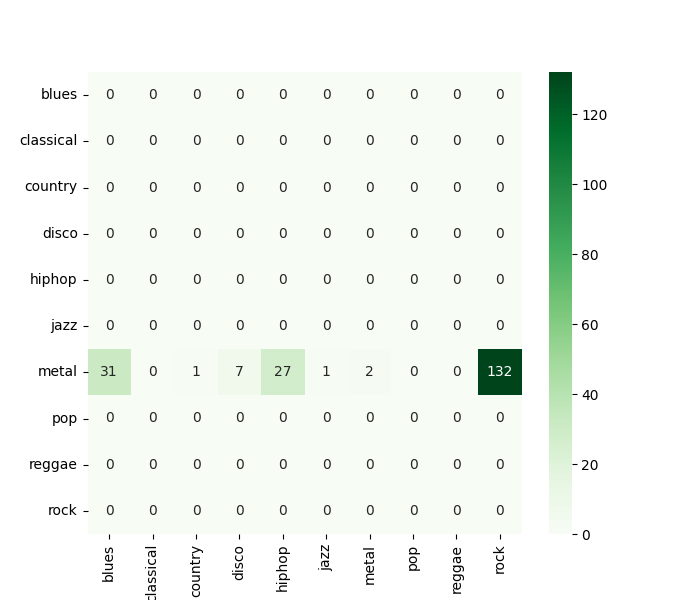 blues 0 0 0 0 0 0 0 0 0 0
classical 0 0 0 0 0 0 0 0 0 0
country 0 0 0 0 0 0 0 0 0 0
disco 0 0 0 0 0 0 0 0 0 0
hiphop 0 0 0 0 0 0 0 0 0 0
jazz 0 0 0 0 0 0 0 0 0 0
metal 31 0 1 7 27 1 2 0 0 132
pop 0 0 0 0 0 0 0 0 0 0
reggae 0 0 0 0 0 0 0 0 0 0
rock 0 0 0 0 0 0 0 0 0 0
blues
classical
country
disco
hiphop
jazz
metal
pop
reggae
rock
120
100
80
60
40
20
0